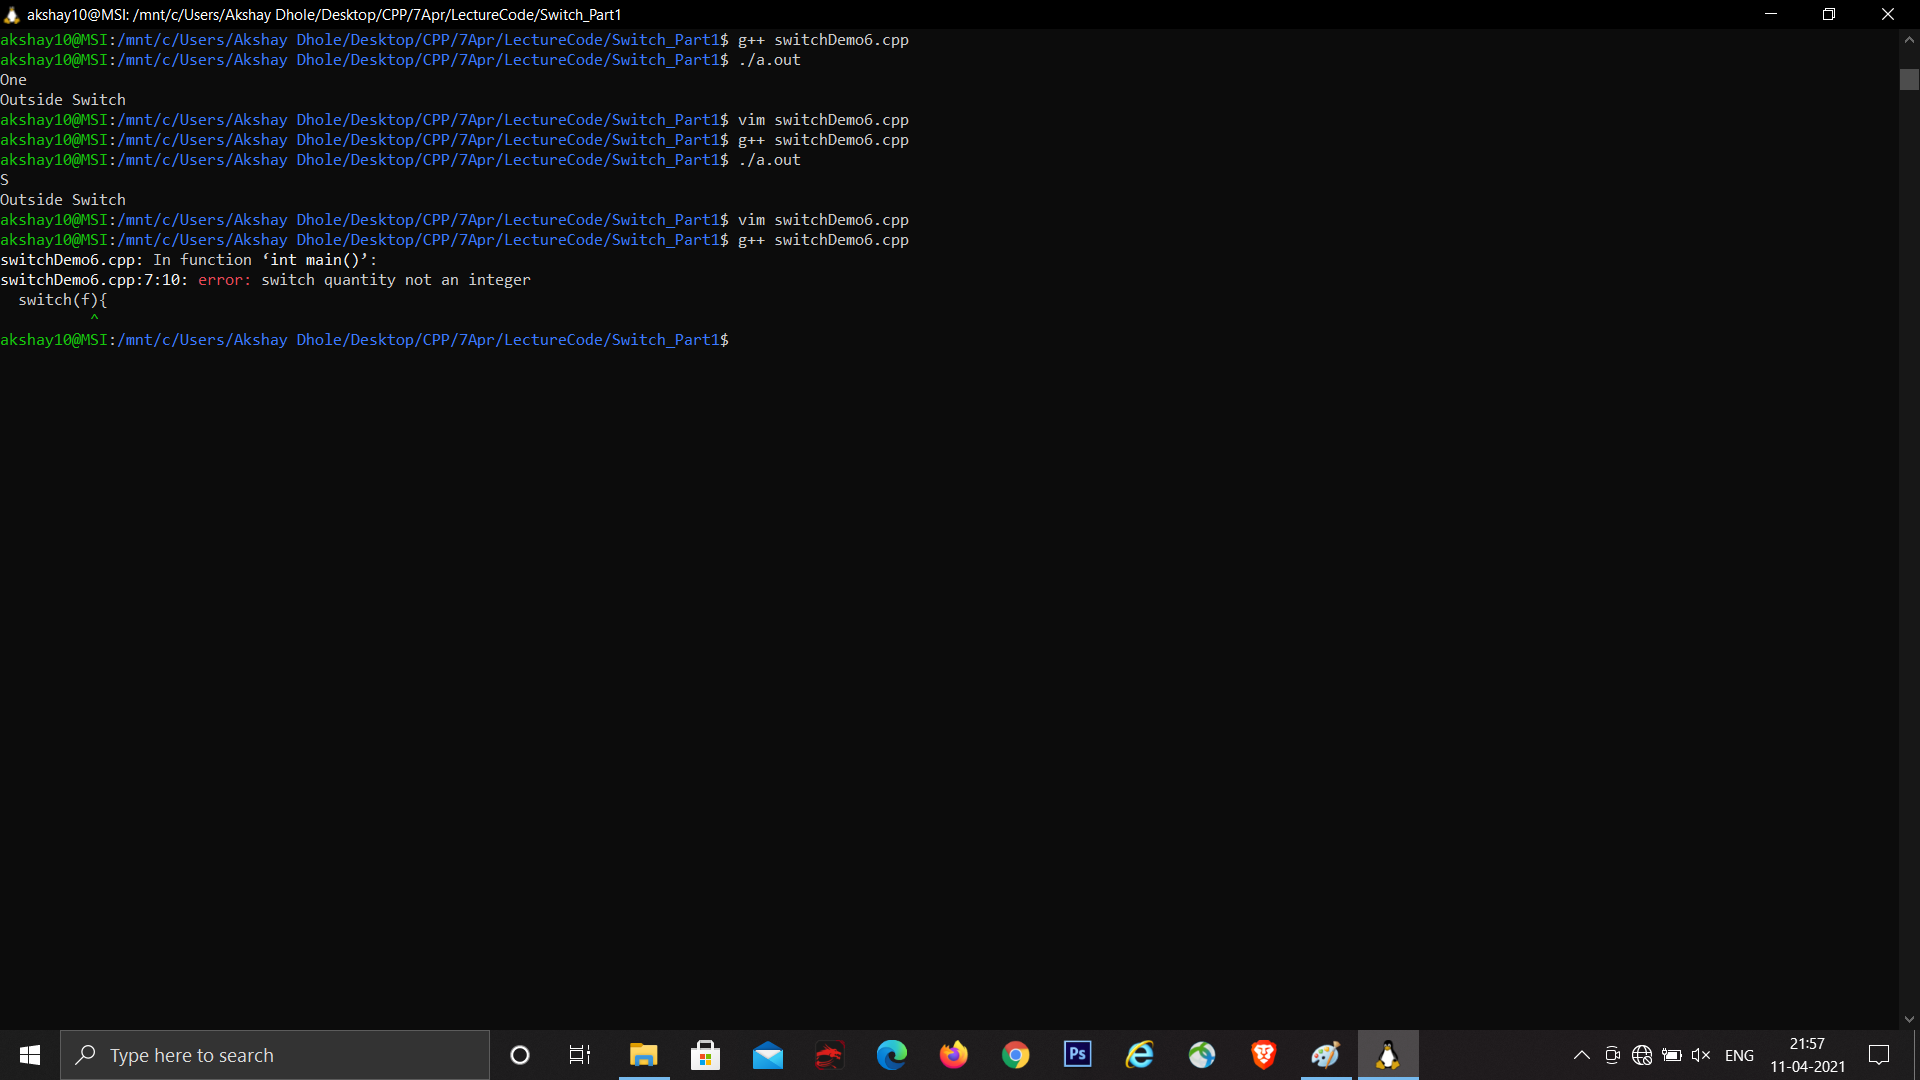 akshay10@MSI: /mnt/c/Users/Akshay Dhole/Desktop/CPP/7Apr/LectureCode/Switch_Part1
akshay10@MSI:/mnt/c/Users/Akshay Dhole/Desktop/CPP/7Apr/LectureCode/Switch_Part1$ g++ switchDemo6.cpp
akshay10@MSI:/mnt/c/Users/Akshay Dhole/Desktop/CPP/7Apr/LectureCode/Switch_Part1$ ./a.out
One
Outside Switch
akshay10@MSI:/mnt/c/Users/Akshay Dhole/Desktop/CPP/7Apr/LectureCode/Switch_Part1$ vim switchDemo6.cpp
akshay10@MSI:/mnt/c/Users/Akshay Dhole/Desktop/CPP/7Apr/LectureCode/Switch_Part1$ g++ switchDemo6.cpp
akshay10@MSI:/mnt/c/Users/Akshay Dhole/Desktop/CPP/7Apr/LectureCode/Switch_Part1$ ./a.out
S
Outside Switch
akshay10@MSI:/mnt/c/Users/Akshay Dhole/Desktop/CPP/7Apr/LectureCode/Switch_Part1$ vim switchDemo6.cpp
akshay10@MSI:/mnt/c/Users/Akshay Dhole/Desktop/CPP/7Apr/LectureCode/Switch_Part1$ g++ switchDemo6.cpp
switchDemo6.cpp: In function ‘int main()’:
switchDemo6.cpp:7:10: error: switch quantity not an integer
  switch(f){
          ^
akshay10@MSI:/mnt/c/Users/Akshay Dhole/Desktop/CPP/7Apr/LectureCode/Switch_Part1$
Type here to search
Ps
ENG
21:57
11-04-2021